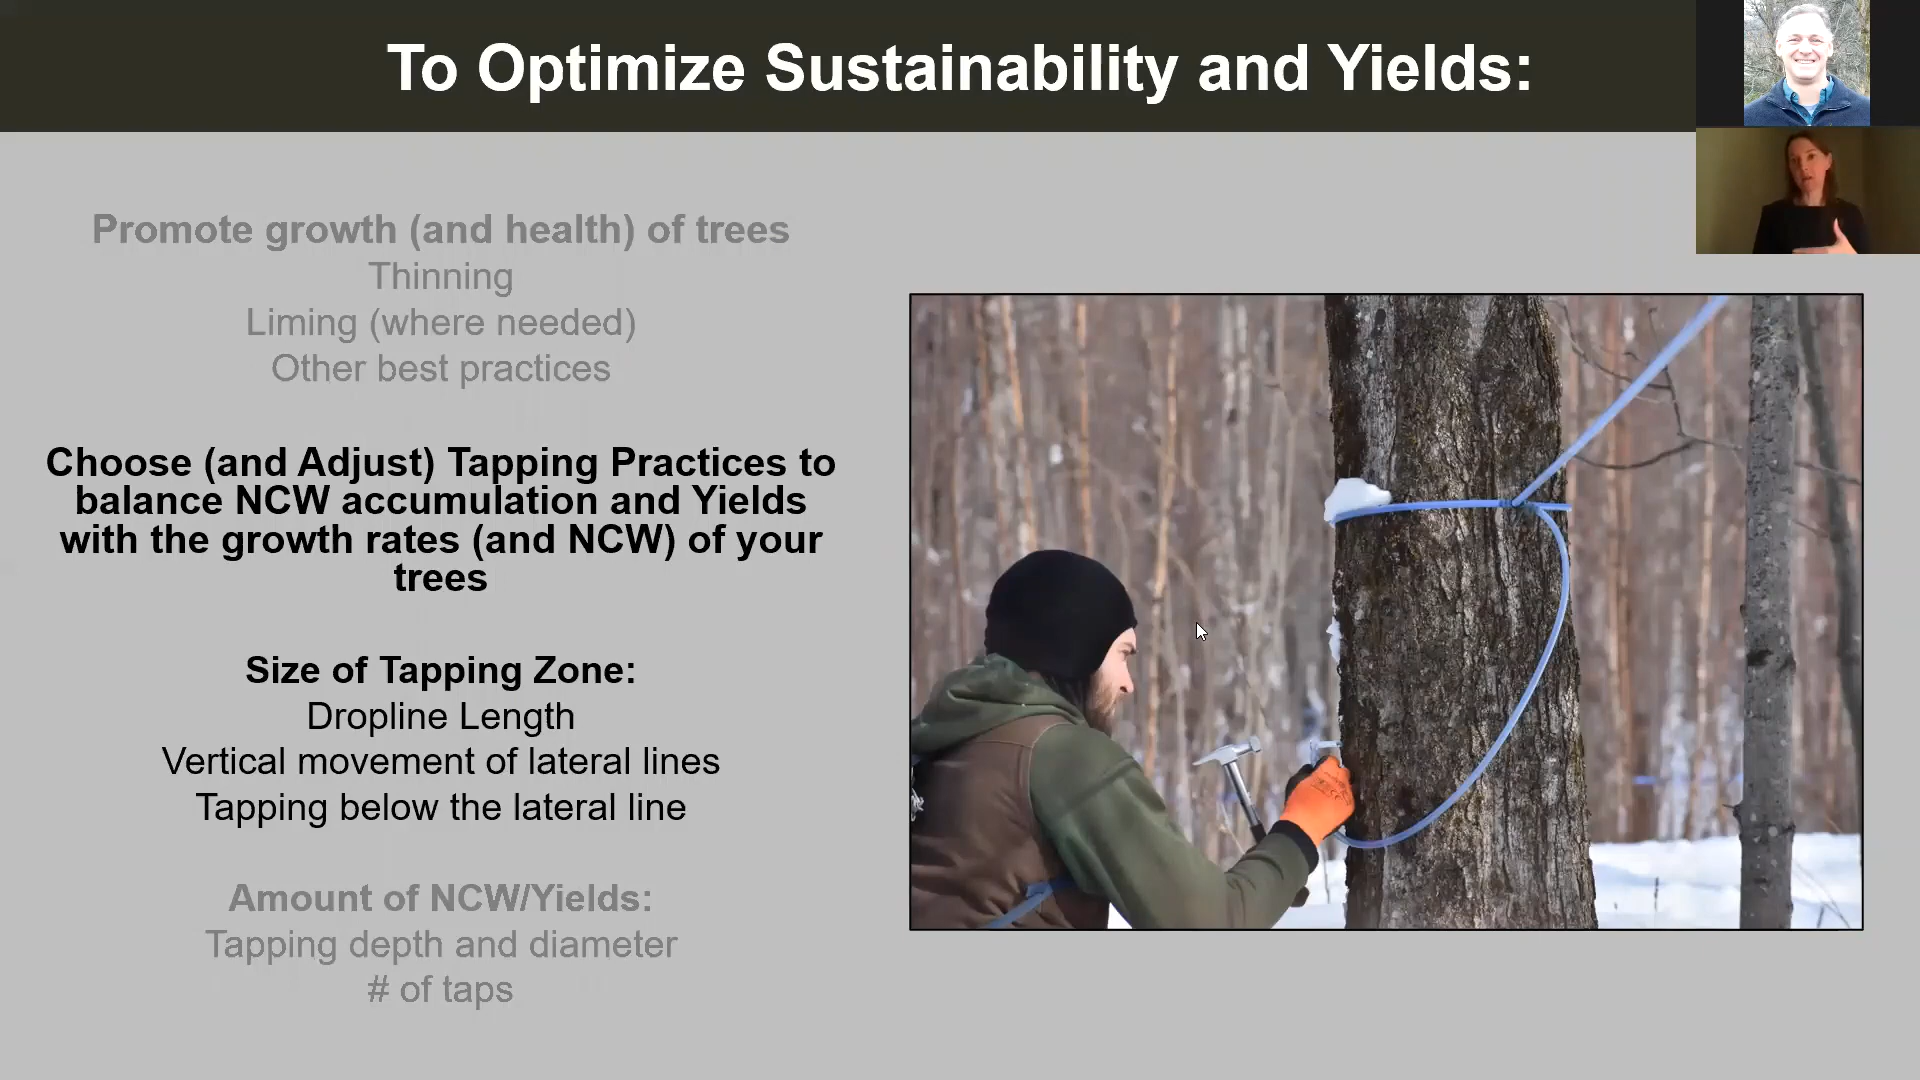 To Optimize Sustainability and Yields:
Promote growth (and health) of trees
Thinning
Liming (where needed)
Other best practices
Choose (and Adjust) Tapping Practices to
balance NCW accumulation and Yields
with the growth rates (and NCW) of your
trees
Size of Tapping Zone:
Dropline Length
Vertical movement of lateral lines
Tapping below the lateral line
Amount of NCW/Yields:
Tapping depth and diameter
# of taps